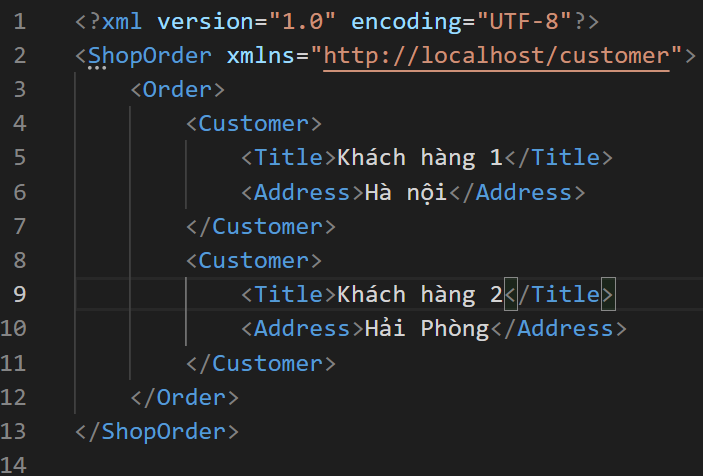 1 <?xml version="1.0" encoding="UTF-8"?>
2 <ShopOrder xmlns="http://localhost/customer">
3 <Order>
4 <Customer>
5 <Title>Khách hàng 1</Title>
6 <Address>Hà nội</Address>
7 </Customer>
8 <Customer>
9 <Title>Khách hàng 2</Title>
10 <Address>Hải Phòng</Address>
11 </Customer>
12 </Order>
13 </ShopOrder>
14